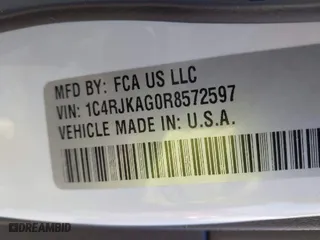 MFD BY: FCA US LLC
VIN: 1C4RJKAG0R8572597
VEHICLE MADE IN: U.S.A.
DREAMBID